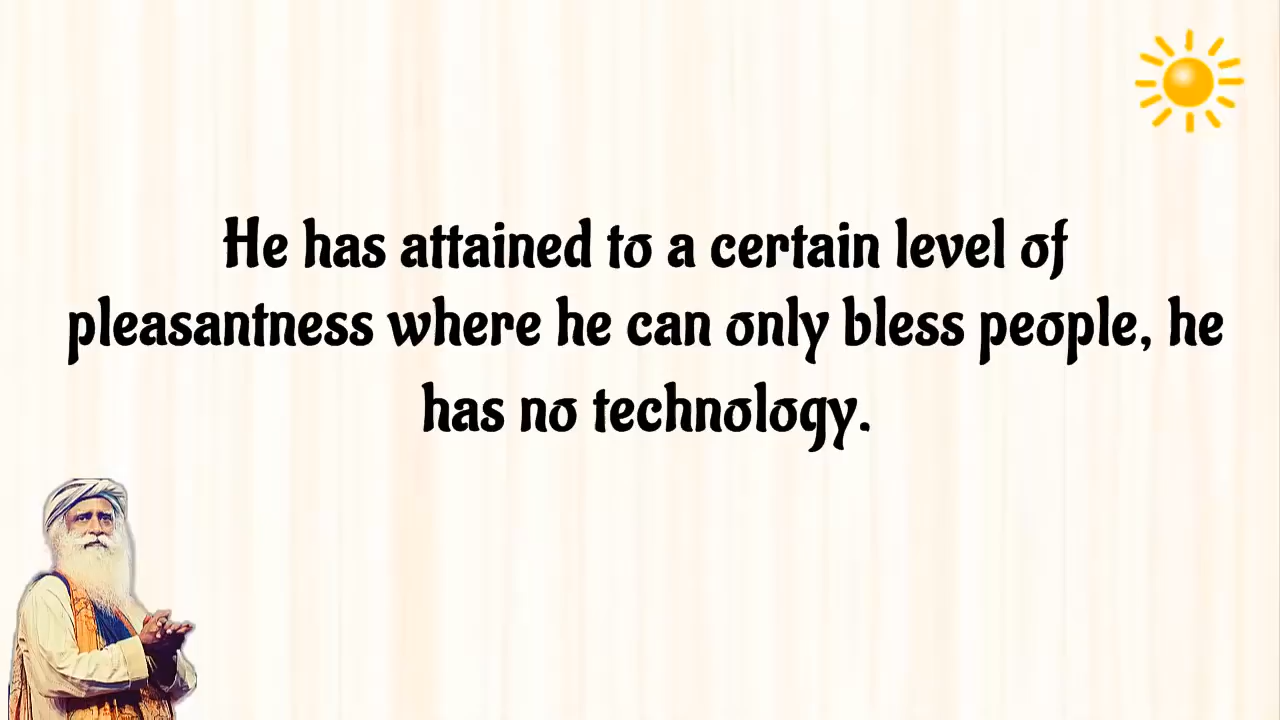 He has attained to a certain level of
pleasantness where he can only bless people, he
has no technology.